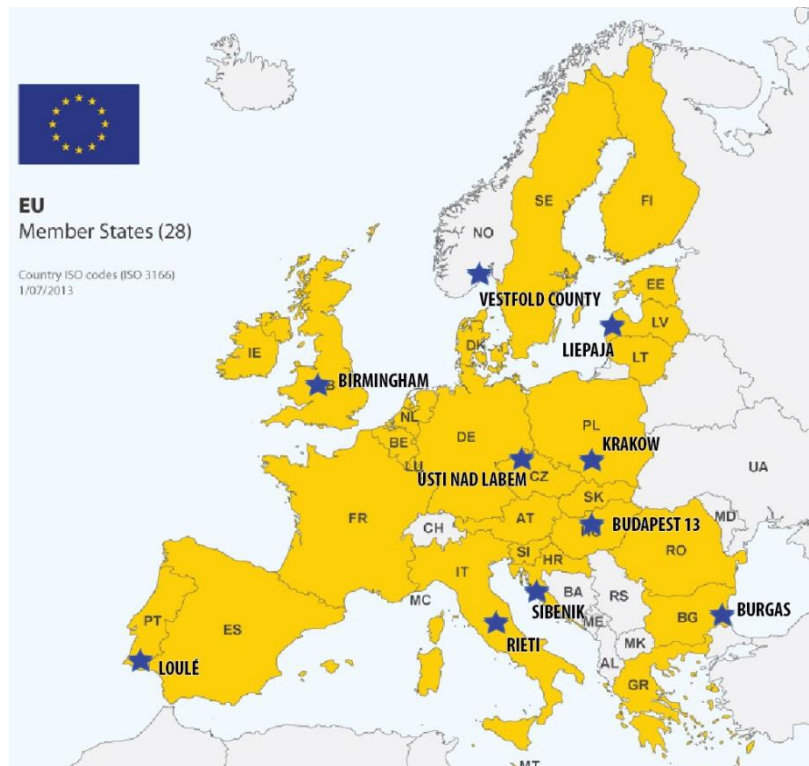 EU
Member States (28)
Country ISO codes (ISO 3166)
1/07/2013
SE
FI
NO
VESTFOLD COUNTY
EE
LV
LIEPAJA
LT
DK
IE
BIRMINGHAM
NL
BE
DE
PL
KRAKOW
LU
ÚSTI NAD LABEM
CZ
UA
SK
FR
CH
AT
BUDAPEST 13
MD
SI
HR
RO
IT
BA
RS
SIBENIK
MC
ME
BG
BURGAS
PT
ES
RIETI
MK
AL
LOULÉ
GR
MT